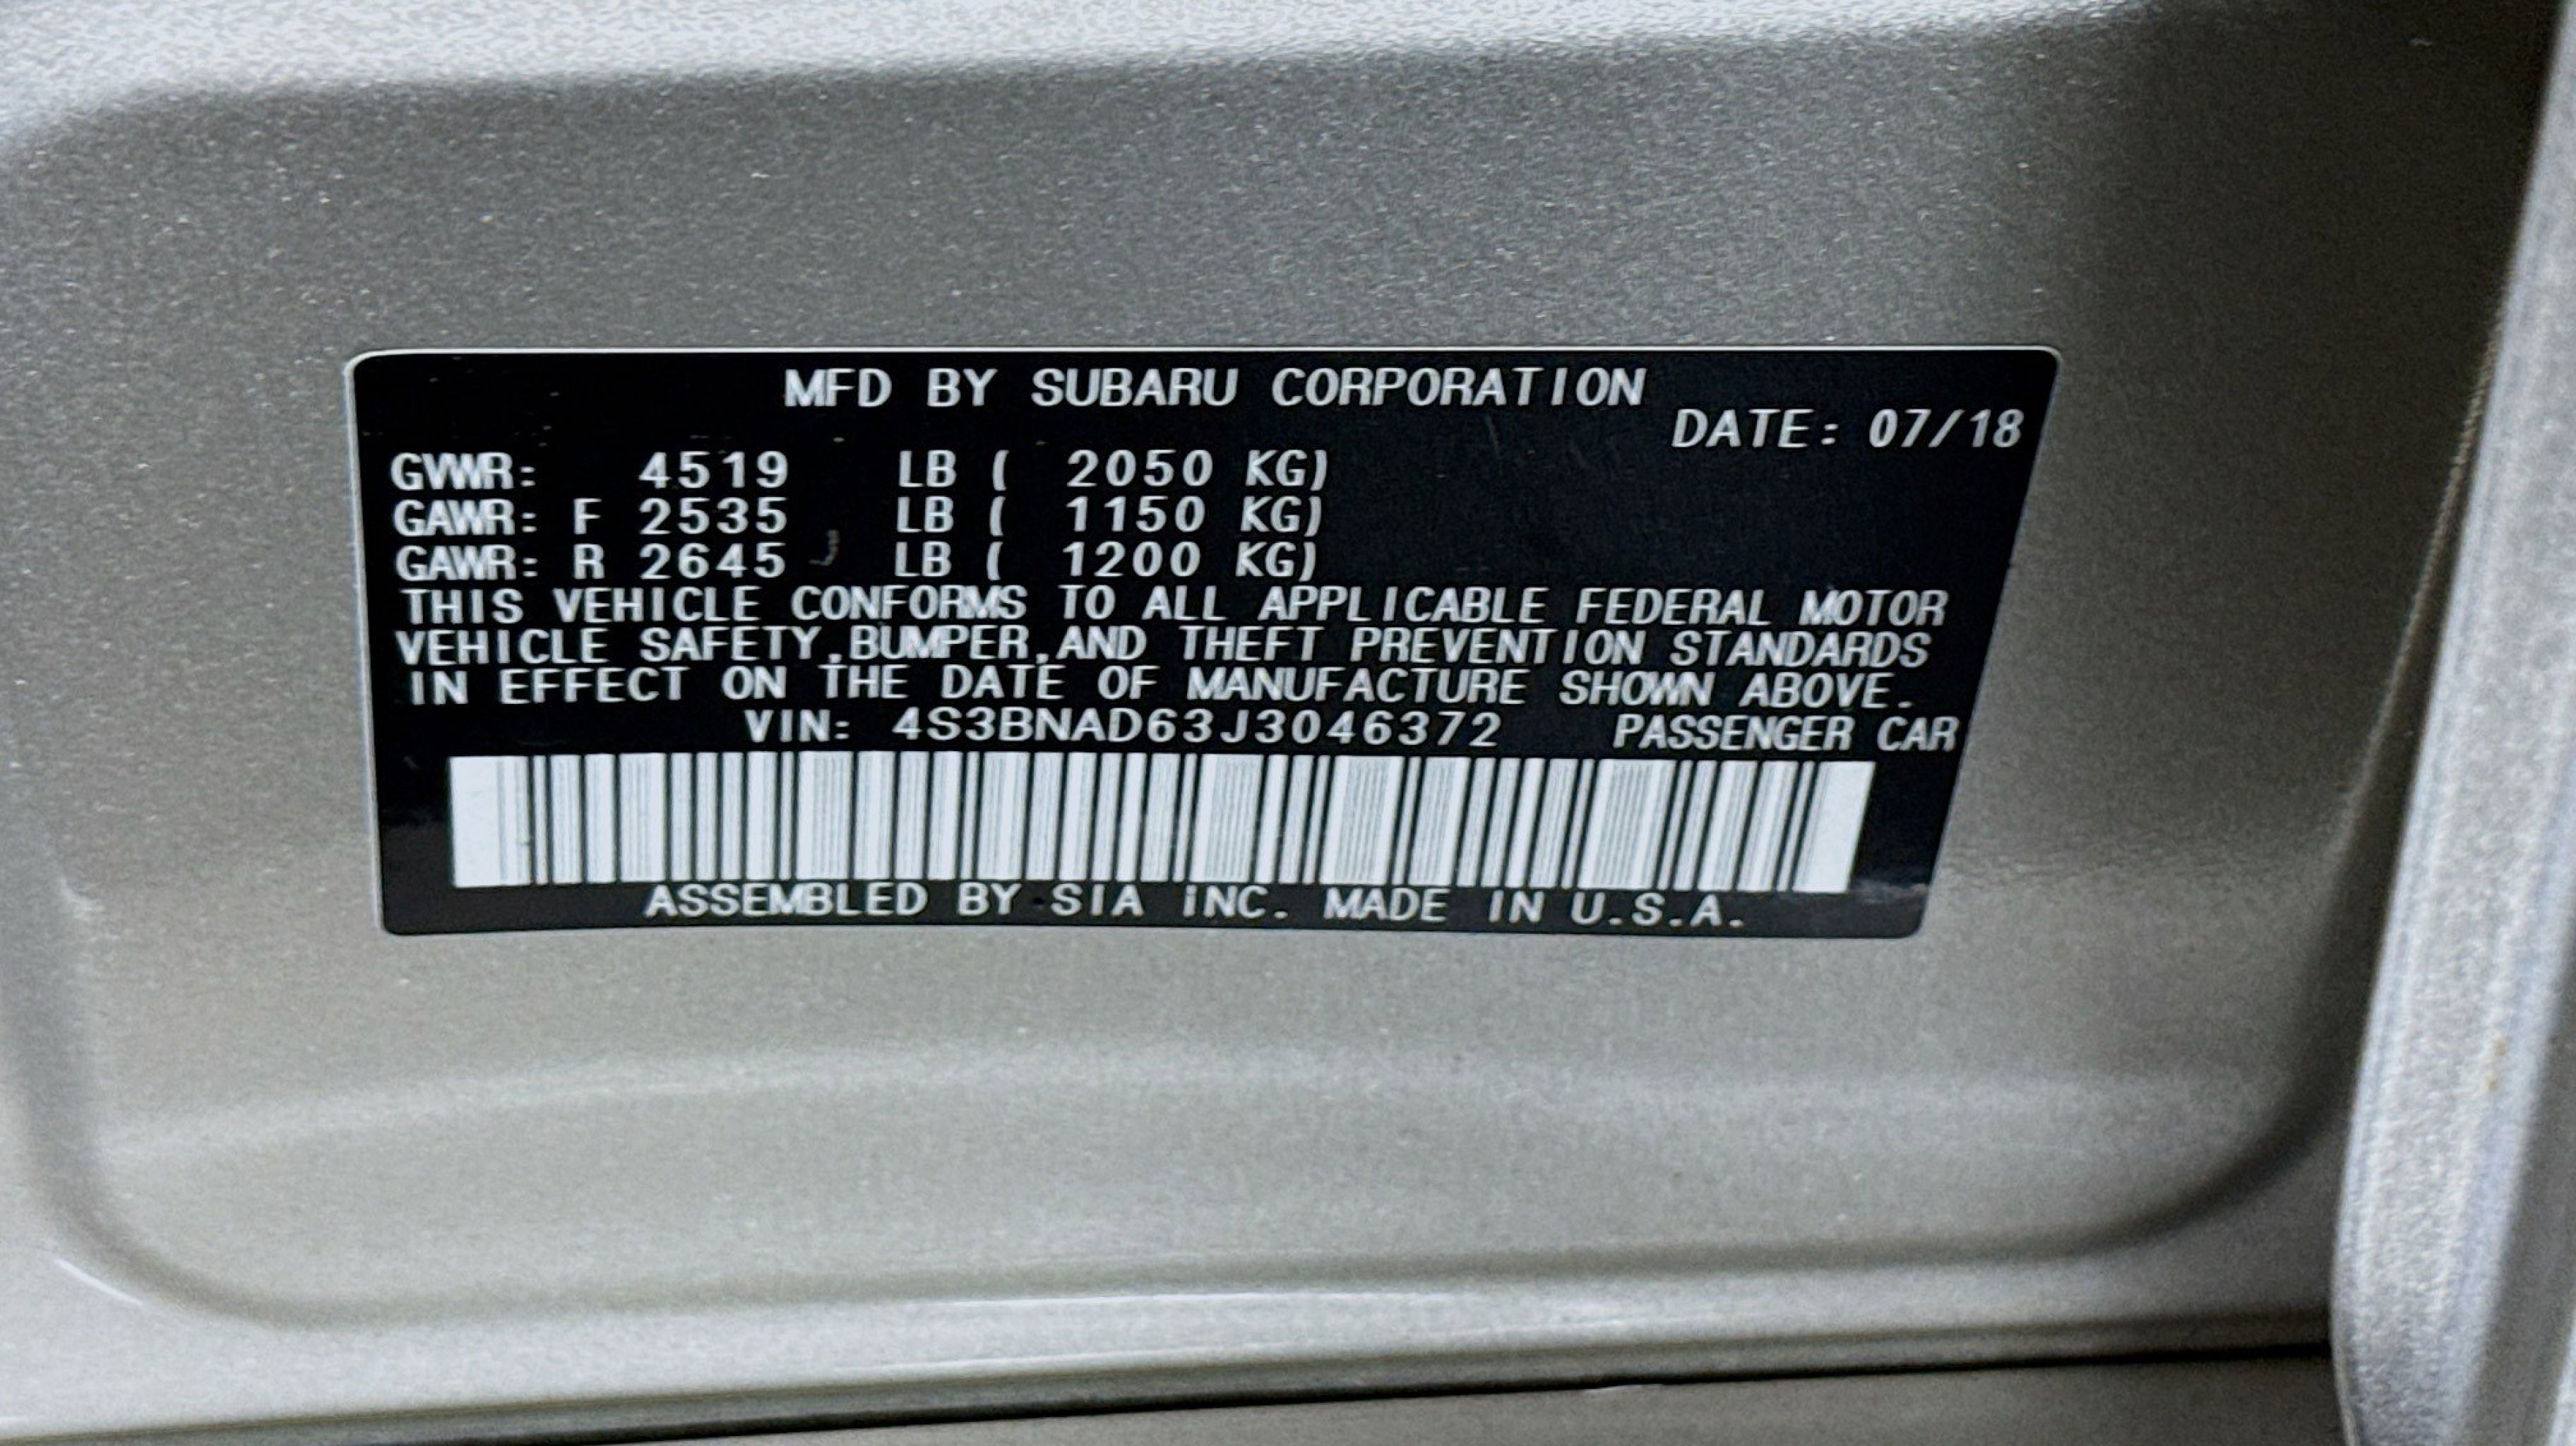 MFD BY SUBARU CORPORATION
DATE: 07/18
GVWR: 4519 LB ( 2050 KG)
GAWR: F 2535 LB ( 1150 KG)
GAWR: R 2645 LB ( 1200 KG)
THIS VEHICLE CONFORMS TO ALL APPLICABLE FEDERAL MOTOR
VEHICLE SAFETY,BUMPER,AND THEFT PREVENTION STANDARDS
IN EFFECT ON THE DATE OF MANUFACTURE SHOWN ABOVE.
VIN: 4S3BNAD63J3046372 PASSENGER CAR
ASSEMBLED BY SIA INC. MADE IN U.S.A.